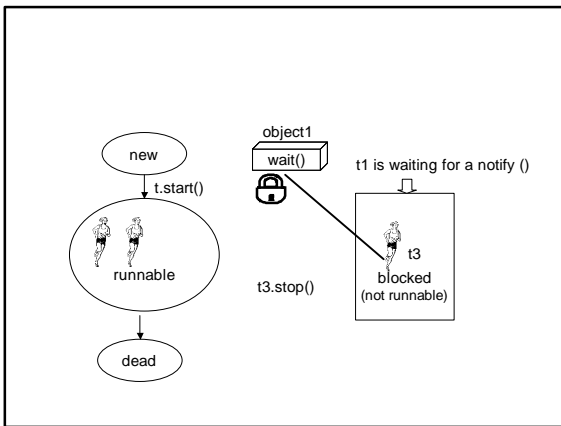 new
t.start()
runnable
dead
object1
wait()
t3.stop()
t1 is waiting for a notify ()
t3
blocked
(not runnable)